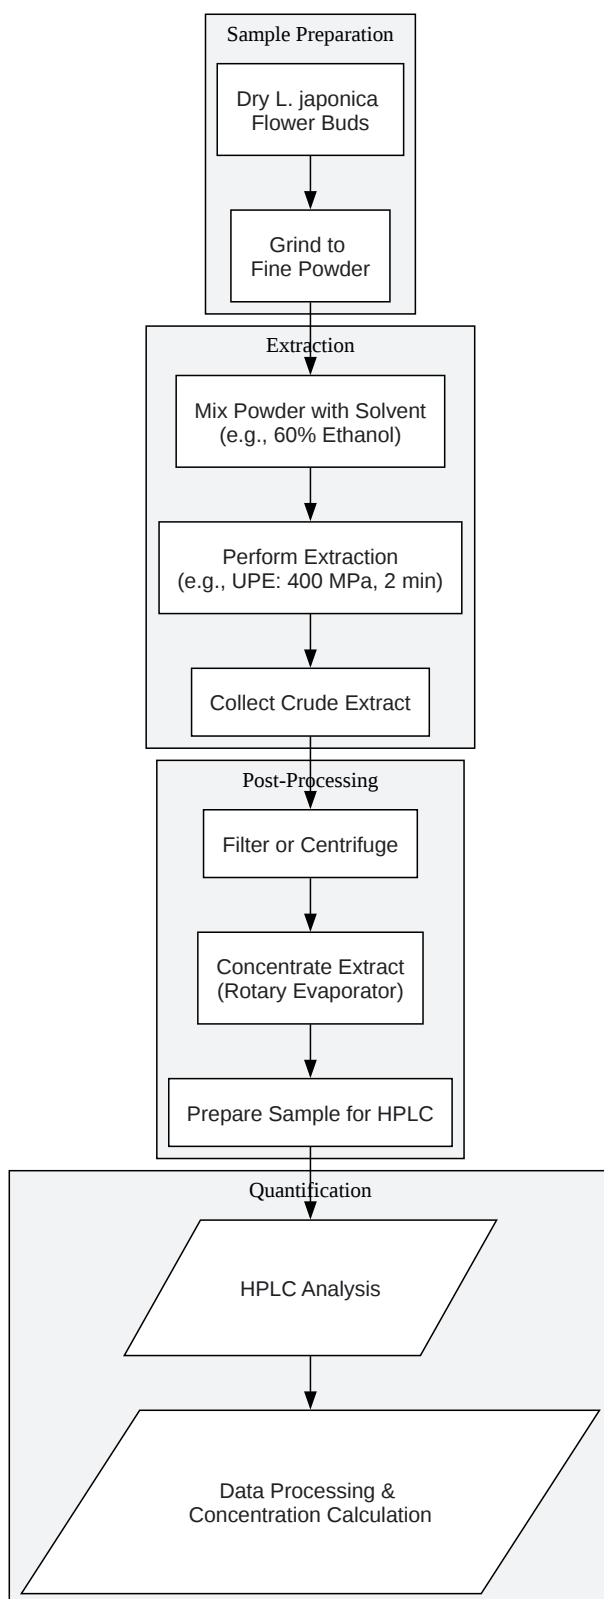 Sample Preparation
Dry L. japonica
Flower Buds
Grind to
Fine Powder
Extraction
Mix Powder with Solvent
(e.g., 60% Ethanol)
Perform Extraction
(e.g., UPE: 400 MPa, 2 min)
Collect Crude Extract
Post-Processing
Filter or Centrifuge
Concentrate Extract
(Rotary Evaporator)
Prepare Sample for HPLC
Quantification
HPLC Analysis
Data Processing &
Concentration Calculation